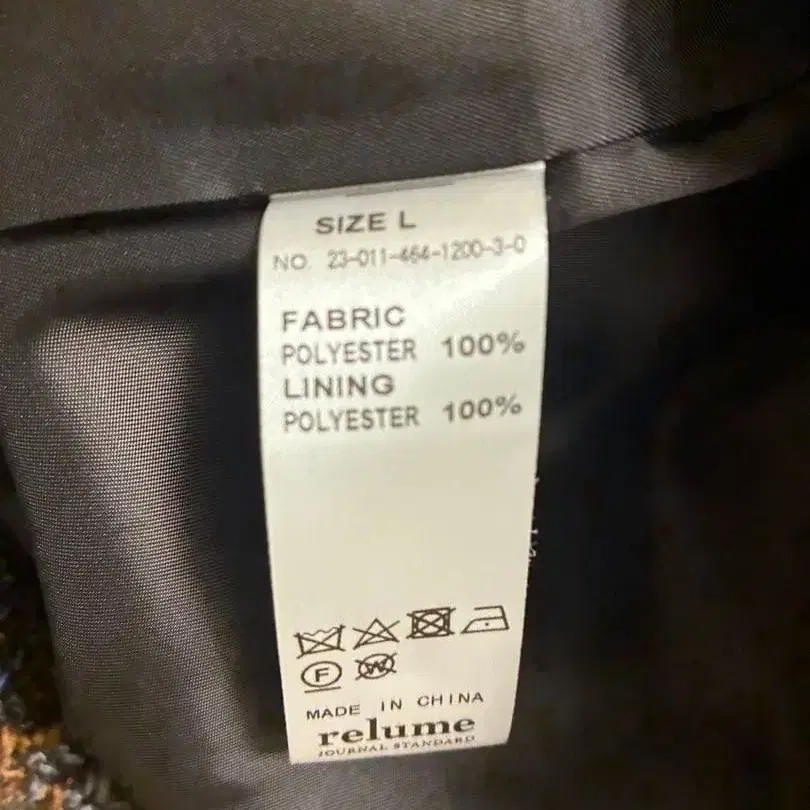 SIZE L
NO. 23-011-464-1200-3-0
FABRIC
POLYESTER 100%
LINING
POLYESTER 100%
F W
MADE IN CHINA
relume
JOURNAL STANDARD